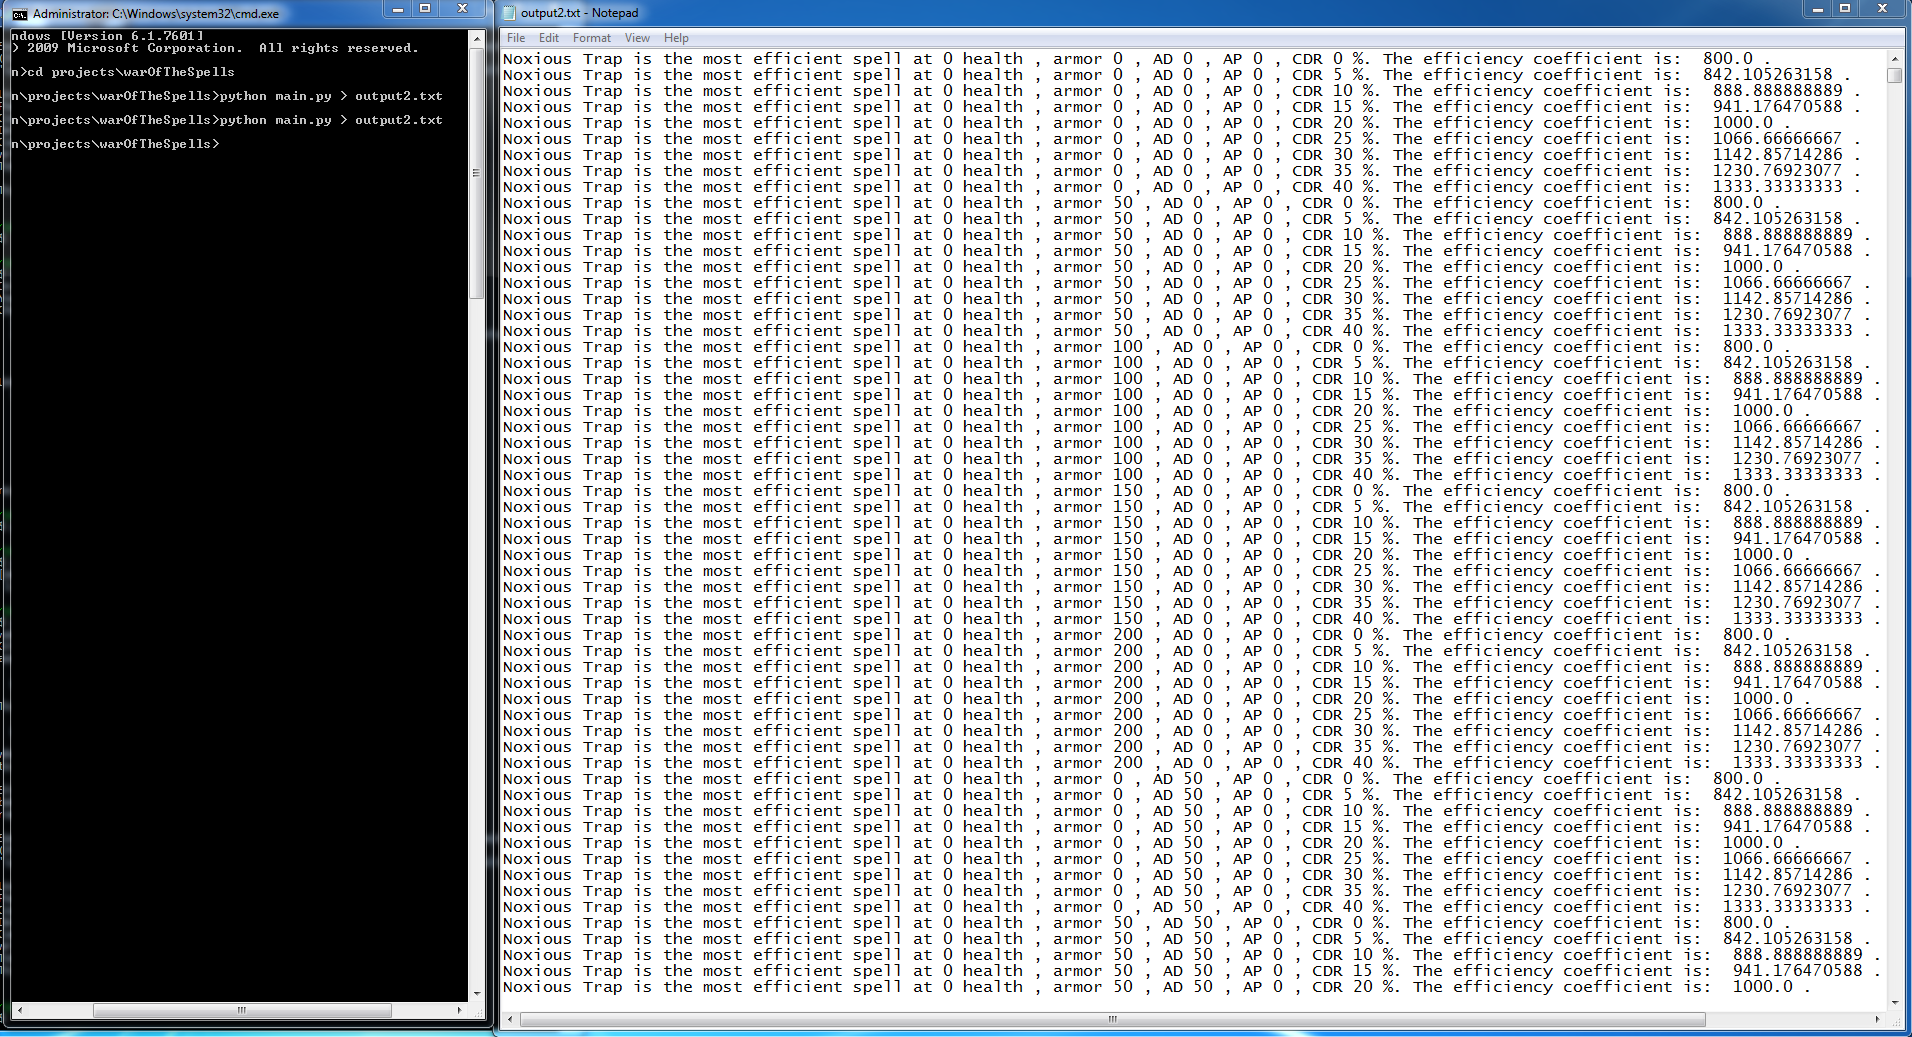 Administrator: C:\Windows\system32\cmd.exe
ndows [Version 6.1.7601]
) 2009 Microsoft Corporation.  All rights reserved.
n>cd projects\warOfTheSpells
n\projects\warOfTheSpells>python main.py > output2.txt
n\projects\warOfTheSpells>python main.py > output2.txt
n\projects\warOfTheSpells>
output2.txt - Notepad
File Edit Format View Help
Noxious Trap is the most efficient spell at 0 health , armor 0 , AD 0 , AP 0 , CDR 0 %. The efficiency coefficient is:  800.0 .
Noxious Trap is the most efficient spell at 0 health , armor 0 , AD 0 , AP 0 , CDR 5 %. The efficiency coefficient is:  842.105263158 .
Noxious Trap is the most efficient spell at 0 health , armor 0 , AD 0 , AP 0 , CDR 10 %. The efficiency coefficient is:  888.888888889 .
Noxious Trap is the most efficient spell at 0 health , armor 0 , AD 0 , AP 0 , CDR 15 %. The efficiency coefficient is:  941.176470588 .
Noxious Trap is the most efficient spell at 0 health , armor 0 , AD 0 , AP 0 , CDR 20 %. The efficiency coefficient is:  1000.0 .
Noxious Trap is the most efficient spell at 0 health , armor 0 , AD 0 , AP 0 , CDR 25 %. The efficiency coefficient is:  1066.66666667 .
Noxious Trap is the most efficient spell at 0 health , armor 0 , AD 0 , AP 0 , CDR 30 %. The efficiency coefficient is:  1142.85714286 .
Noxious Trap is the most efficient spell at 0 health , armor 0 , AD 0 , AP 0 , CDR 35 %. The efficiency coefficient is:  1230.76923077 .
Noxious Trap is the most efficient spell at 0 health , armor 0 , AD 0 , AP 0 , CDR 40 %. The efficiency coefficient is:  1333.33333333 .
Noxious Trap is the most efficient spell at 0 health , armor 50 , AD 0 , AP 0 , CDR 0 %. The efficiency coefficient is:  800.0 .
Noxious Trap is the most efficient spell at 0 health , armor 50 , AD 0 , AP 0 , CDR 5 %. The efficiency coefficient is:  842.105263158 .
Noxious Trap is the most efficient spell at 0 health , armor 50 , AD 0 , AP 0 , CDR 10 %. The efficiency coefficient is:  888.888888889 .
Noxious Trap is the most efficient spell at 0 health , armor 50 , AD 0 , AP 0 , CDR 15 %. The efficiency coefficient is:  941.176470588 .
Noxious Trap is the most efficient spell at 0 health , armor 50 , AD 0 , AP 0 , CDR 20 %. The efficiency coefficient is:  1000.0 .
Noxious Trap is the most efficient spell at 0 health , armor 50 , AD 0 , AP 0 , CDR 25 %. The efficiency coefficient is:  1066.66666667 .
Noxious Trap is the most efficient spell at 0 health , armor 50 , AD 0 , AP 0 , CDR 30 %. The efficiency coefficient is:  1142.85714286 .
Noxious Trap is the most efficient spell at 0 health , armor 50 , AD 0 , AP 0 , CDR 35 %. The efficiency coefficient is:  1230.76923077 .
Noxious Trap is the most efficient spell at 0 health , armor 50 , AD 0 , AP 0 , CDR 40 %. The efficiency coefficient is:  1333.33333333 .
Noxious Trap is the most efficient spell at 0 health , armor 100 , AD 0 , AP 0 , CDR 0 %. The efficiency coefficient is:  800.0 .
Noxious Trap is the most efficient spell at 0 health , armor 100 , AD 0 , AP 0 , CDR 5 %. The efficiency coefficient is:  842.105263158 .
Noxious Trap is the most efficient spell at 0 health , armor 100 , AD 0 , AP 0 , CDR 10 %. The efficiency coefficient is:  888.888888889 .
Noxious Trap is the most efficient spell at 0 health , armor 100 , AD 0 , AP 0 , CDR 15 %. The efficiency coefficient is:  941.176470588 .
Noxious Trap is the most efficient spell at 0 health , armor 100 , AD 0 , AP 0 , CDR 20 %. The efficiency coefficient is:  1000.0 .
Noxious Trap is the most efficient spell at 0 health , armor 100 , AD 0 , AP 0 , CDR 25 %. The efficiency coefficient is:  1066.66666667 .
Noxious Trap is the most efficient spell at 0 health , armor 100 , AD 0 , AP 0 , CDR 30 %. The efficiency coefficient is:  1142.85714286 .
Noxious Trap is the most efficient spell at 0 health , armor 100 , AD 0 , AP 0 , CDR 35 %. The efficiency coefficient is:  1230.76923077 .
Noxious Trap is the most efficient spell at 0 health , armor 100 , AD 0 , AP 0 , CDR 40 %. The efficiency coefficient is:  1333.33333333 .
Noxious Trap is the most efficient spell at 0 health , armor 150 , AD 0 , AP 0 , CDR 0 %. The efficiency coefficient is:  800.0 .
Noxious Trap is the most efficient spell at 0 health , armor 150 , AD 0 , AP 0 , CDR 5 %. The efficiency coefficient is:  842.105263158 .
Noxious Trap is the most efficient spell at 0 health , armor 150 , AD 0 , AP 0 , CDR 10 %. The efficiency coefficient is:  888.888888889 .
Noxious Trap is the most efficient spell at 0 health , armor 150 , AD 0 , AP 0 , CDR 15 %. The efficiency coefficient is:  941.176470588 .
Noxious Trap is the most efficient spell at 0 health , armor 150 , AD 0 , AP 0 , CDR 20 %. The efficiency coefficient is:  1000.0 .
Noxious Trap is the most efficient spell at 0 health , armor 150 , AD 0 , AP 0 , CDR 25 %. The efficiency coefficient is:  1066.66666667 .
Noxious Trap is the most efficient spell at 0 health , armor 150 , AD 0 , AP 0 , CDR 30 %. The efficiency coefficient is:  1142.85714286 .
Noxious Trap is the most efficient spell at 0 health , armor 150 , AD 0 , AP 0 , CDR 35 %. The efficiency coefficient is:  1230.76923077 .
Noxious Trap is the most efficient spell at 0 health , armor 150 , AD 0 , AP 0 , CDR 40 %. The efficiency coefficient is:  1333.33333333 .
Noxious Trap is the most efficient spell at 0 health , armor 200 , AD 0 , AP 0 , CDR 0 %. The efficiency coefficient is:  800.0 .
Noxious Trap is the most efficient spell at 0 health , armor 200 , AD 0 , AP 0 , CDR 5 %. The efficiency coefficient is:  842.105263158 .
Noxious Trap is the most efficient spell at 0 health , armor 200 , AD 0 , AP 0 , CDR 10 %. The efficiency coefficient is:  888.888888889 .
Noxious Trap is the most efficient spell at 0 health , armor 200 , AD 0 , AP 0 , CDR 15 %. The efficiency coefficient is:  941.176470588 .
Noxious Trap is the most efficient spell at 0 health , armor 200 , AD 0 , AP 0 , CDR 20 %. The efficiency coefficient is:  1000.0 .
Noxious Trap is the most efficient spell at 0 health , armor 200 , AD 0 , AP 0 , CDR 25 %. The efficiency coefficient is:  1066.66666667 .
Noxious Trap is the most efficient spell at 0 health , armor 200 , AD 0 , AP 0 , CDR 30 %. The efficiency coefficient is:  1142.85714286 .
Noxious Trap is the most efficient spell at 0 health , armor 200 , AD 0 , AP 0 , CDR 35 %. The efficiency coefficient is:  1230.76923077 .
Noxious Trap is the most efficient spell at 0 health , armor 200 , AD 0 , AP 0 , CDR 40 %. The efficiency coefficient is:  1333.33333333 .
Noxious Trap is the most efficient spell at 0 health , armor 0 , AD 50 , AP 0 , CDR 0 %. The efficiency coefficient is:  800.0 .
Noxious Trap is the most efficient spell at 0 health , armor 0 , AD 50 , AP 0 , CDR 5 %. The efficiency coefficient is:  842.105263158 .
Noxious Trap is the most efficient spell at 0 health , armor 0 , AD 50 , AP 0 , CDR 10 %. The efficiency coefficient is:  888.888888889 .
Noxious Trap is the most efficient spell at 0 health , armor 0 , AD 50 , AP 0 , CDR 15 %. The efficiency coefficient is:  941.176470588 .
Noxious Trap is the most efficient spell at 0 health , armor 0 , AD 50 , AP 0 , CDR 20 %. The efficiency coefficient is:  1000.0 .
Noxious Trap is the most efficient spell at 0 health , armor 0 , AD 50 , AP 0 , CDR 25 %. The efficiency coefficient is:  1066.66666667 .
Noxious Trap is the most efficient spell at 0 health , armor 0 , AD 50 , AP 0 , CDR 30 %. The efficiency coefficient is:  1142.85714286 .
Noxious Trap is the most efficient spell at 0 health , armor 0 , AD 50 , AP 0 , CDR 35 %. The efficiency coefficient is:  1230.76923077 .
Noxious Trap is the most efficient spell at 0 health , armor 0 , AD 50 , AP 0 , CDR 40 %. The efficiency coefficient is:  1333.33333333 .
Noxious Trap is the most efficient spell at 0 health , armor 50 , AD 50 , AP 0 , CDR 0 %. The efficiency coefficient is:  800.0 .
Noxious Trap is the most efficient spell at 0 health , armor 50 , AD 50 , AP 0 , CDR 5 %. The efficiency coefficient is:  842.105263158 .
Noxious Trap is the most efficient spell at 0 health , armor 50 , AD 50 , AP 0 , CDR 10 %. The efficiency coefficient is:  888.888888889 .
Noxious Trap is the most efficient spell at 0 health , armor 50 , AD 50 , AP 0 , CDR 15 %. The efficiency coefficient is:  941.176470588 .
Noxious Trap is the most efficient spell at 0 health , armor 50 , AD 50 , AP 0 , CDR 20 %. The efficiency coefficient is:  1000.0 .